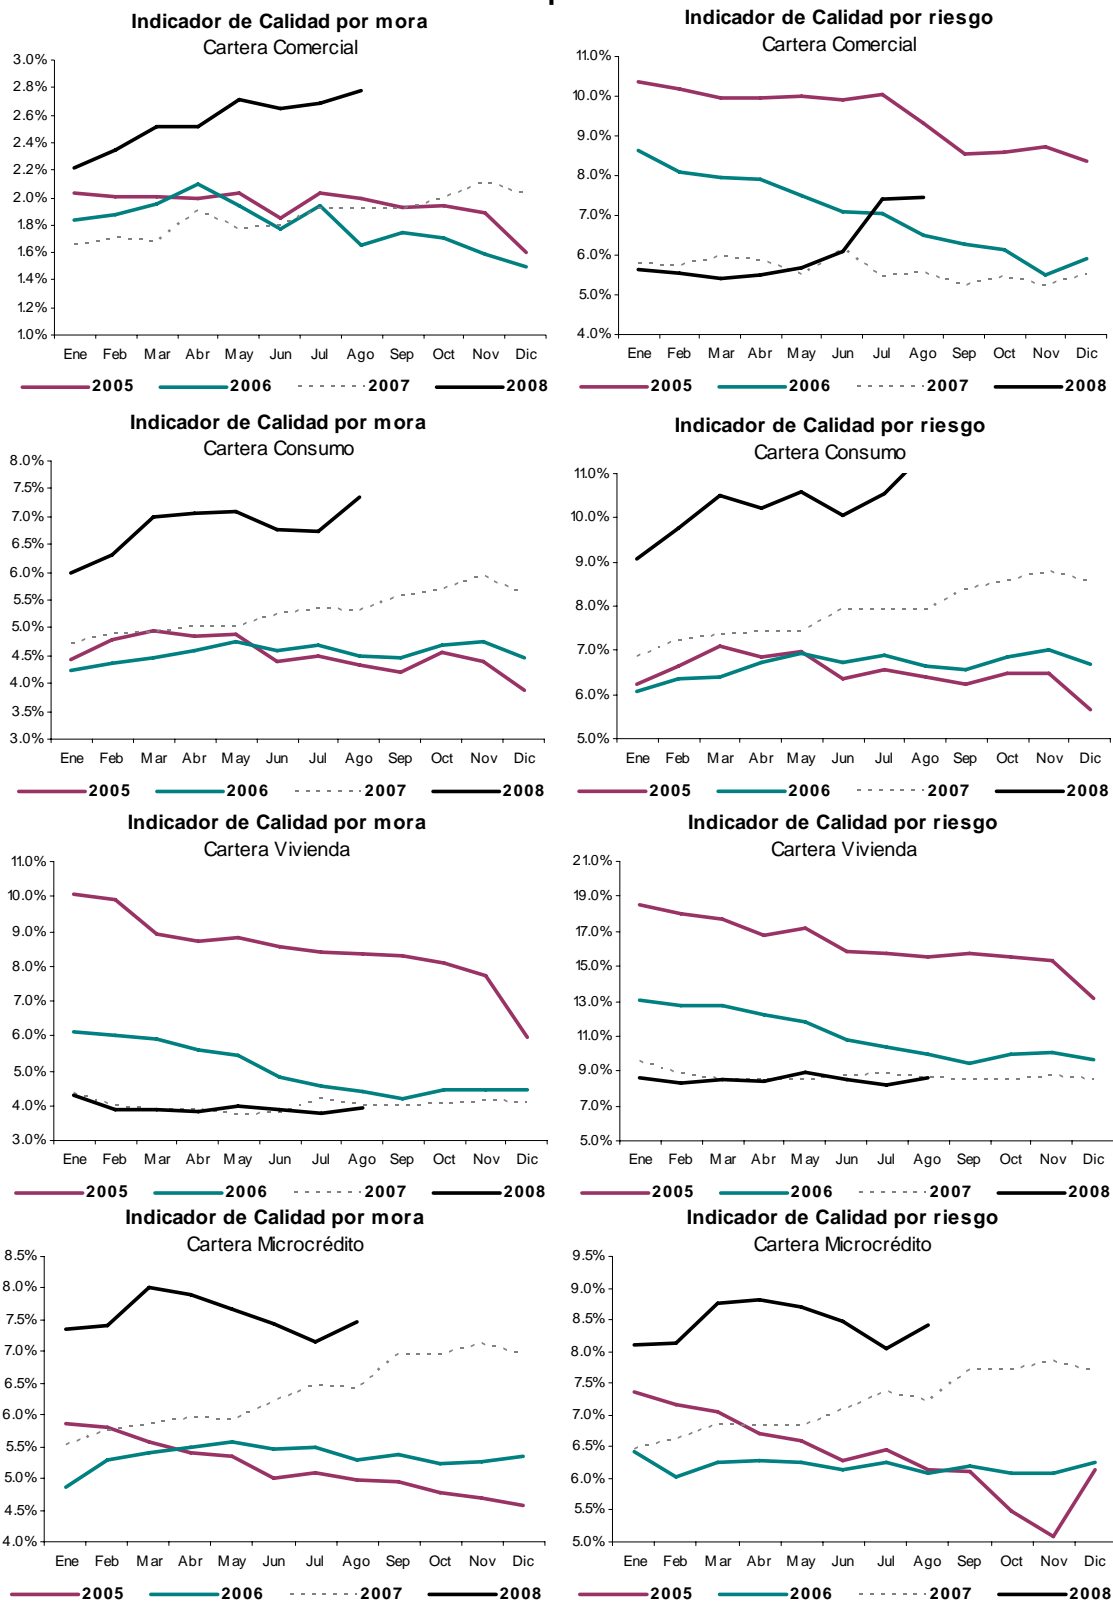 Indicador de Calidad por mora
Cartera Comercial
3.0%
2.8%
2.6%
2.4%
2.2%
2.0%
1.8%
1.6%
1.4%
1.2%
1.0%
Ene Feb Mar Abr May Jun Jul Ago Sep Oct Nov Dic
2005 2006 2007 2008
Indicador de Calidad por riesgo
Cartera Comercial
11.0%
10.0%
9.0%
8.0%
7.0%
6.0%
5.0%
4.0%
Ene Feb Mar Abr May Jun Jul Ago Sep Oct Nov Dic
2005 2006 2007 2008
Indicador de Calidad por mora
Cartera Consumo
8.0%
7.5%
7.0%
6.5%
6.0%
5.5%
5.0%
4.5%
4.0%
3.5%
3.0%
Ene Feb Mar Abr May Jun Jul Ago Sep Oct Nov Dic
2005 2006 2007 2008
Indicador de Calidad por riesgo
Cartera Consumo
11.0%
10.0%
9.0%
8.0%
7.0%
6.0%
5.0%
Ene Feb Mar Abr May Jun Jul Ago Sep Oct Nov Dic
2005 2006 2007 2008
Indicador de Calidad por mora
Cartera Vivienda
11.0%
10.0%
9.0%
8.0%
7.0%
6.0%
5.0%
4.0%
3.0%
Ene Feb Mar Abr May Jun Jul Ago Sep Oct Nov Dic
2005 2006 2007 2008
Indicador de Calidad por riesgo
Cartera Vivienda
21.0%
19.0%
17.0%
15.0%
13.0%
11.0%
9.0%
7.0%
5.0%
Ene Feb Mar Abr May Jun Jul Ago Sep Oct Nov Dic
2005 2006 2007 2008
Indicador de Calidad por mora
Cartera Microcrédito
8.5%
8.0%
7.5%
7.0%
6.5%
6.0%
5.5%
5.0%
4.5%
4.0%
Ene Feb Mar Abr May Jun Jul Ago Sep Oct Nov Dic
2005 2006 2007 2008
Indicador de Calidad por riesgo
Cartera Microcrédito
9.5%
9.0%
8.5%
8.0%
7.5%
7.0%
6.5%
6.0%
5.5%
5.0%
Ene Feb Mar Abr May Jun Jul Ago Sep Oct Nov Dic
2005 2006 2007 2008